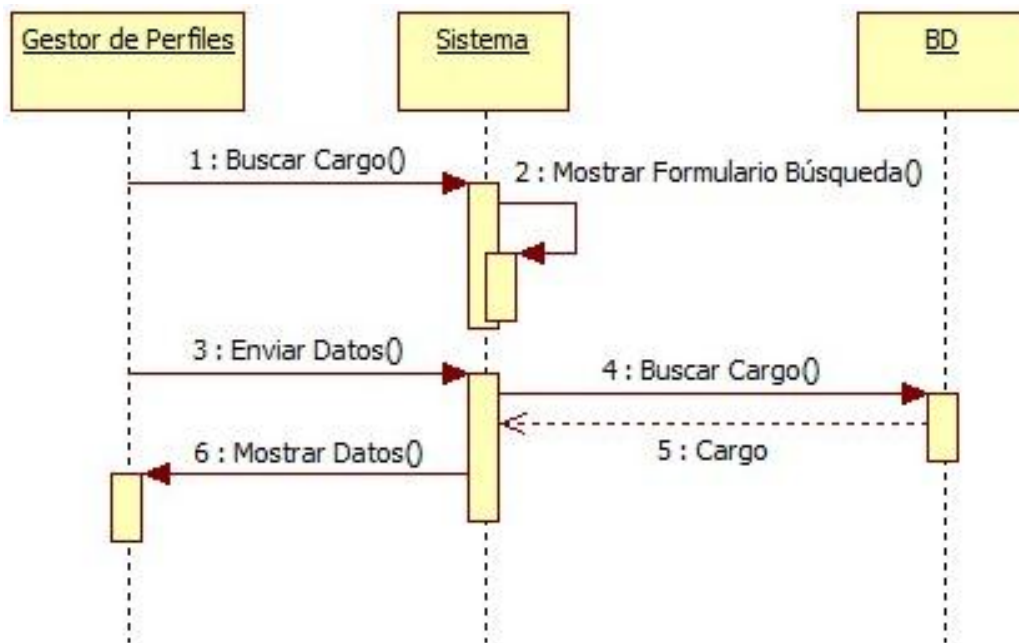 Gestor de Perfiles
Sistema
BD
1 : Buscar Cargo()
2 : Mostrar Formulario Búsqueda()
3 : Enviar Datos()
4 : Buscar Cargo()
5 : Cargo
6 : Mostrar Datos()